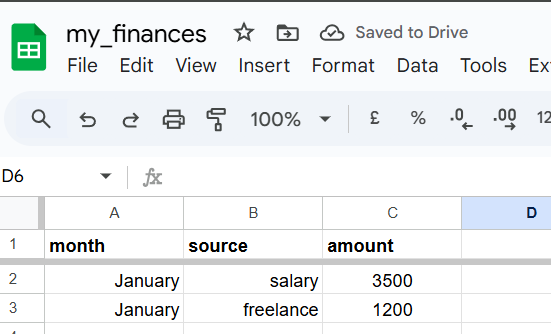 my_finances Saved to Drive
File Edit View Insert Format Data Tools Ex
100% £ % .0 .00 12
D6 fx
A B C D
1 month source amount
2 January salary 3500
3 January freelance 1200